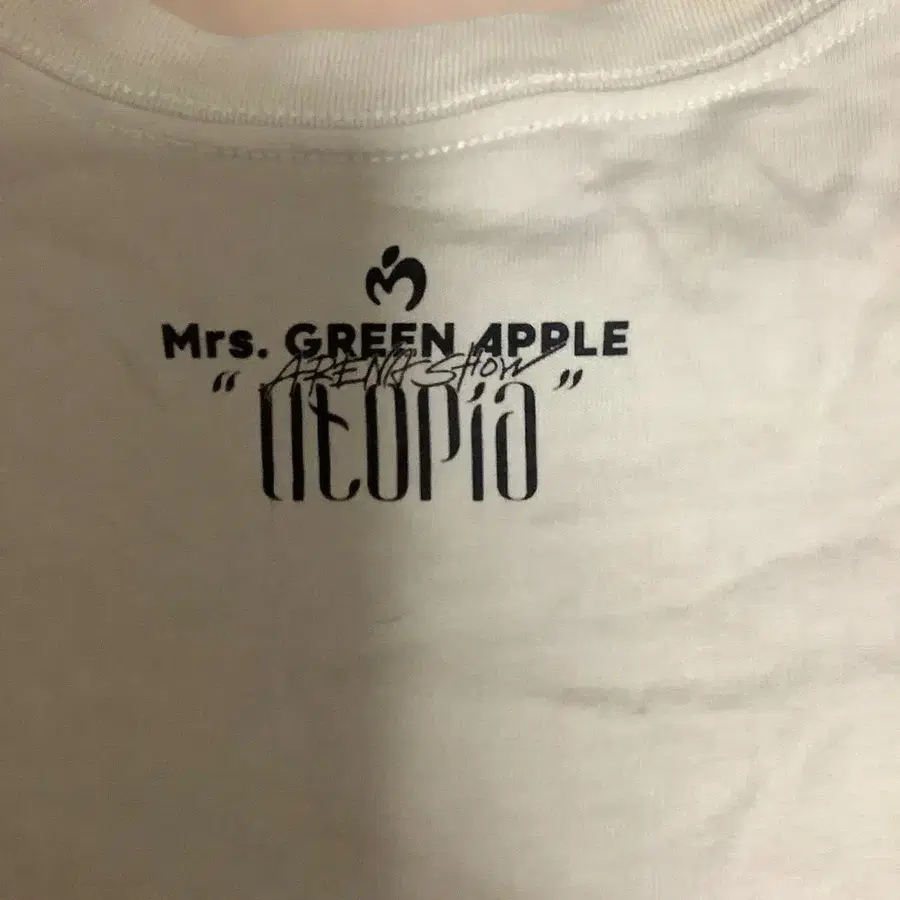 Mrs. GREEN APPLE
ARENA SHOW
“Utopia”